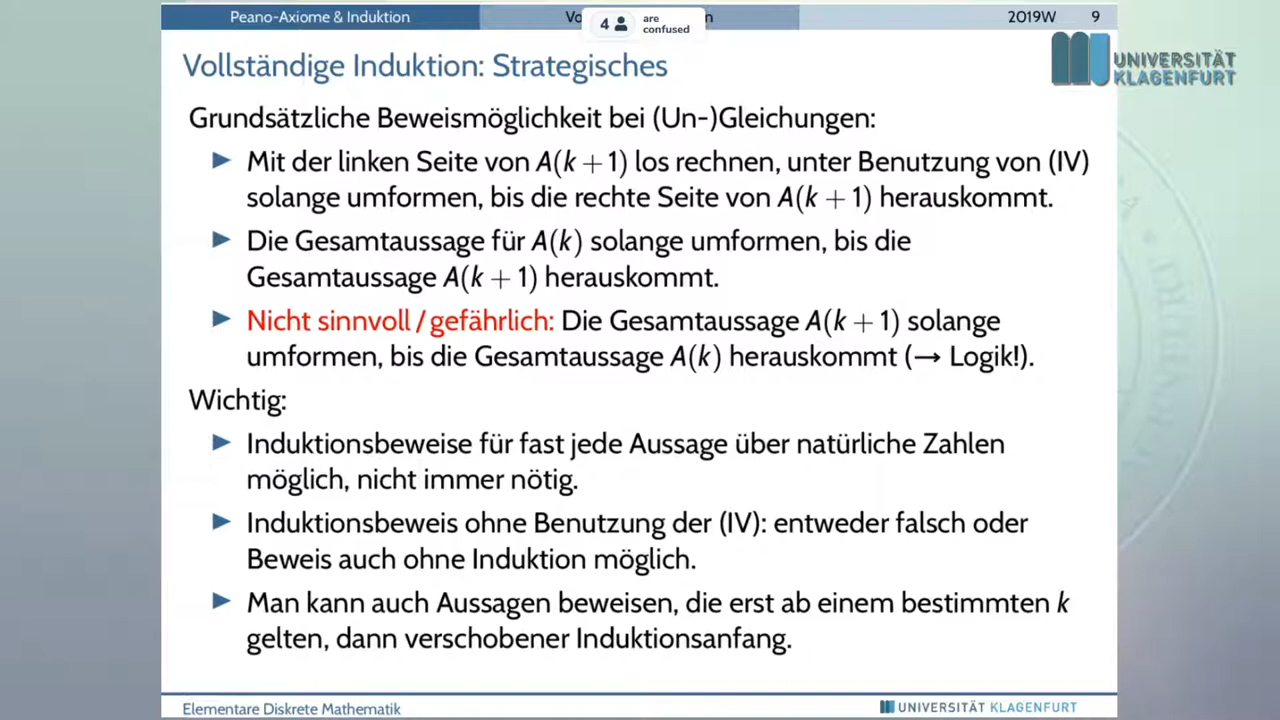 Peano-Axiome & Induktion
2019W 9
4 are
confused
Vollständige Induktion: Strategisches
UNIVERSITÄT
KLAGENFURT
Grundsätzliche Beweismöglichkeit bei (Un-)Gleichungen:
Mit der linken Seite von A(k + 1) los rechnen, unter Benutzung von (IV)
solange umformen, bis die rechte Seite von A(k + 1) herauskommt.
Die Gesamtaussage für A(k) solange umformen, bis die
Gesamtaussage A(k + 1) herauskommt.
Nicht sinnvoll / gefährlich: Die Gesamtaussage A(k + 1) solange
umformen, bis die Gesamtaussage A(k) herauskommt (→ Logik!).
Wichtig:
Induktionsbeweise für fast jede Aussage über natürliche Zahlen
möglich, nicht immer nötig.
Induktionsbeweis ohne Benutzung der (IV): entweder falsch oder
Beweis auch ohne Induktion möglich.
Man kann auch Aussagen beweisen, die erst ab einem bestimmten k
gelten, dann verschobener Induktionsanfang.
Elementare Diskrete Mathematik
UNIVERSITÄT KLAGENFURT